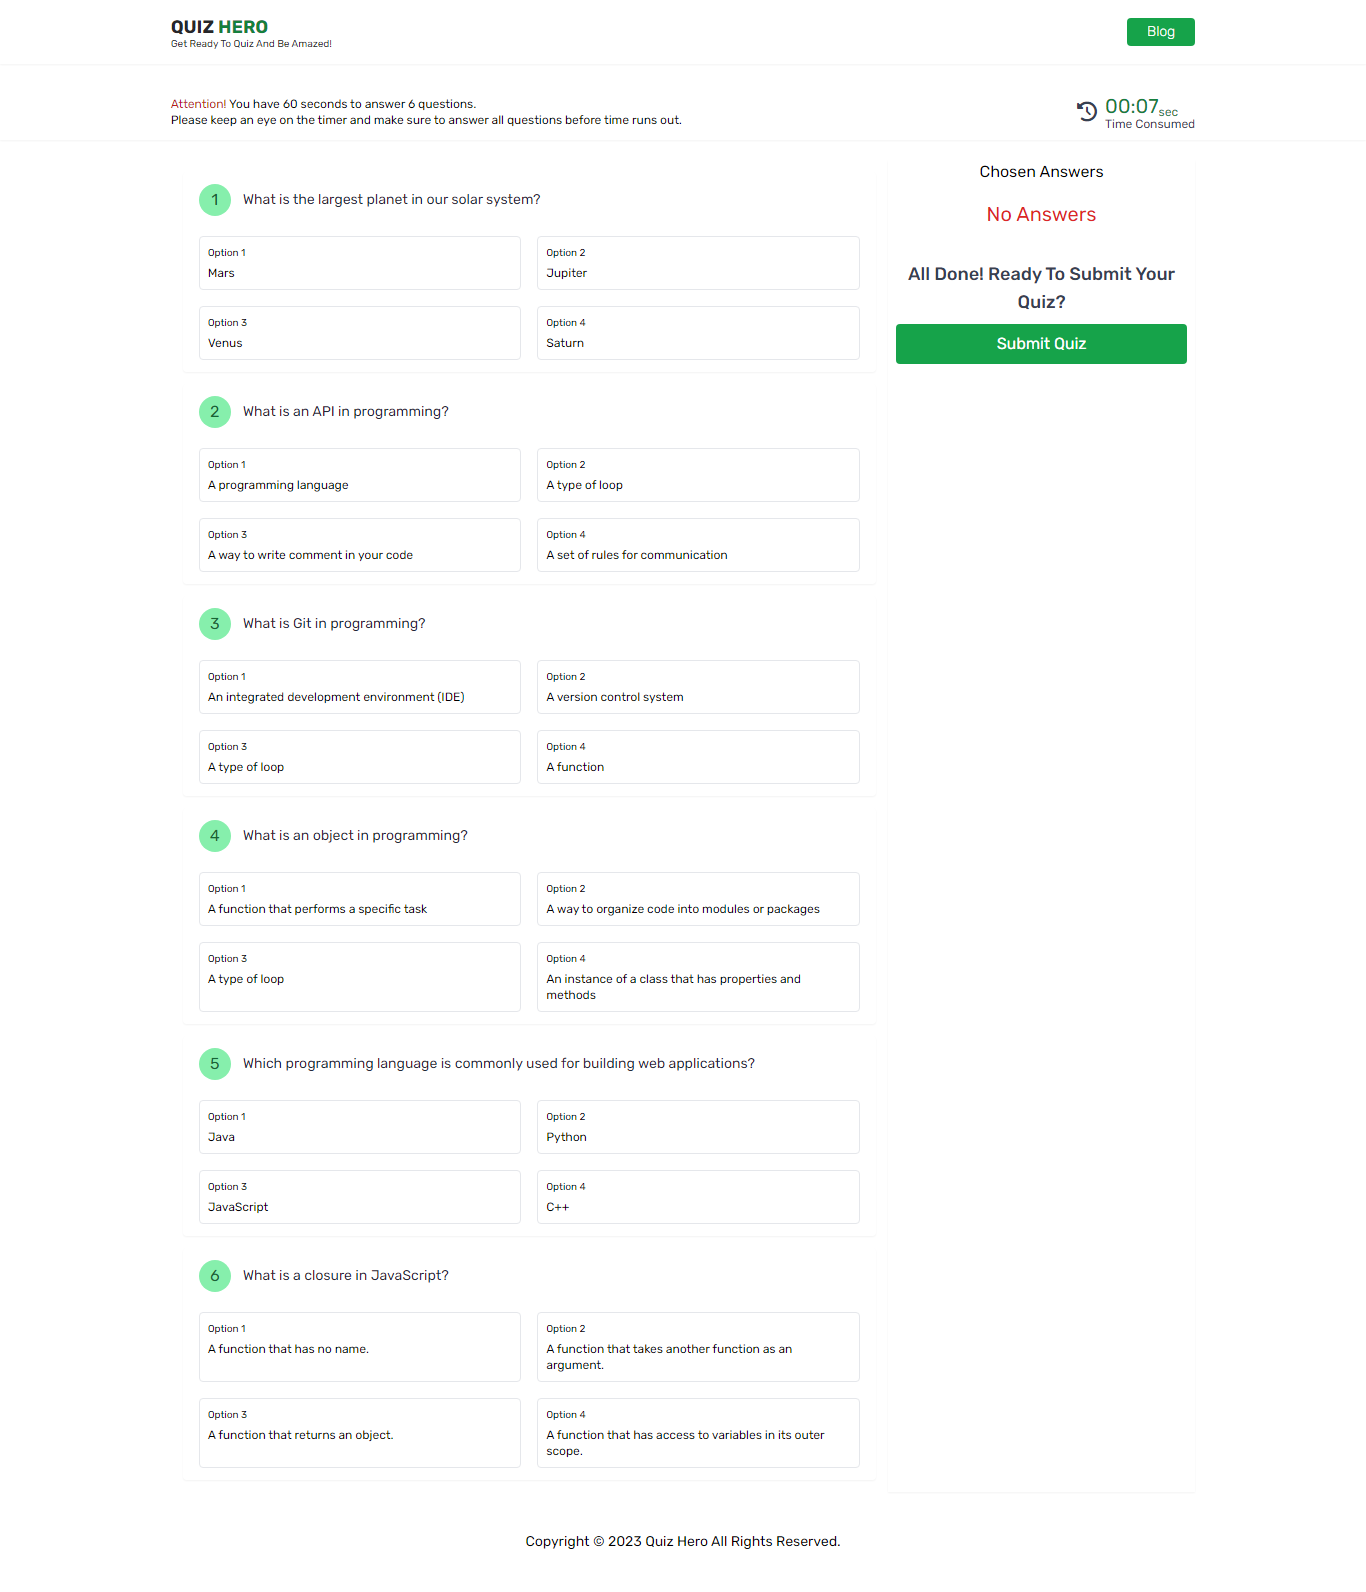 QUIZ HERO
Get Ready To Quiz And Be Amazed!
Blog
Attention! You have 60 seconds to answer 6 questions.
Please keep an eye on the timer and make sure to answer all questions before time runs out.
00:07sec
Time Consumed
1 What is the largest planet in our solar system?
Option 1
Mars
Option 2
Jupiter
Option 3
Venus
Option 4
Saturn
2 What is an API in programming?
Option 1
A programming language
Option 2
A type of loop
Option 3
A way to write comment in your code
Option 4
A set of rules for communication
3 What is Git in programming?
Option 1
An integrated development environment (IDE)
Option 2
A version control system
Option 3
A type of loop
Option 4
A function
4 What is an object in programming?
Option 1
A function that performs a specific task
Option 2
A way to organize code into modules or packages
Option 3
A type of loop
Option 4
An instance of a class that has properties and
methods
5 Which programming language is commonly used for building web applications?
Option 1
Java
Option 2
Python
Option 3
JavaScript
Option 4
C++
6 What is a closure in JavaScript?
Option 1
A function that has no name.
Option 2
A function that takes another function as an
argument.
Option 3
A function that returns an object.
Option 4
A function that has access to variables in its outer
scope.
Chosen Answers
No Answers
All Done! Ready To Submit Your
Quiz?
Submit Quiz
Copyright © 2023 Quiz Hero All Rights Reserved.